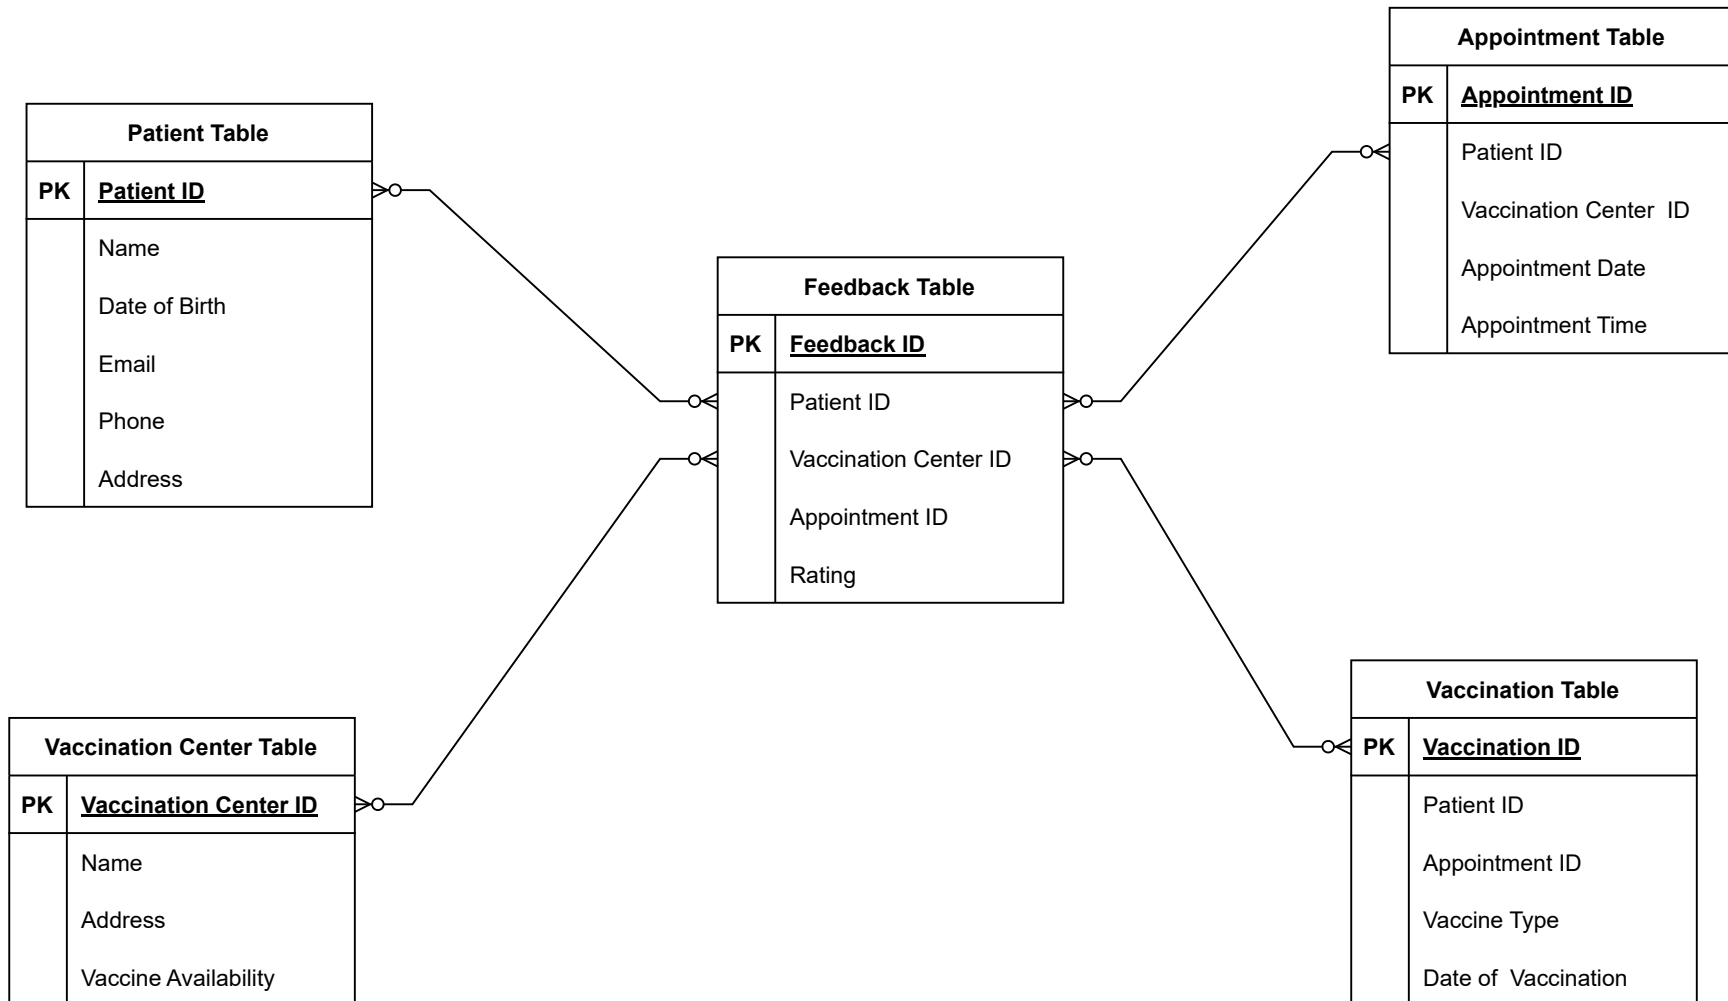 Appointment Table
PK Appointment ID
Patient ID
Vaccination Center  ID
Appointment Date
Appointment Time
Patient Table
PK Patient ID
Name
Date of Birth
Email
Phone
Address
Feedback Table
PK Feedback ID
Patient ID
Vaccination Center ID
Appointment ID
Rating
Vaccination Center Table
PK Vaccination Center ID
Name
Address
Vaccine Availability
Vaccination Table
PK Vaccination ID
Patient ID
Appointment ID
Vaccine Type
Date of  Vaccination